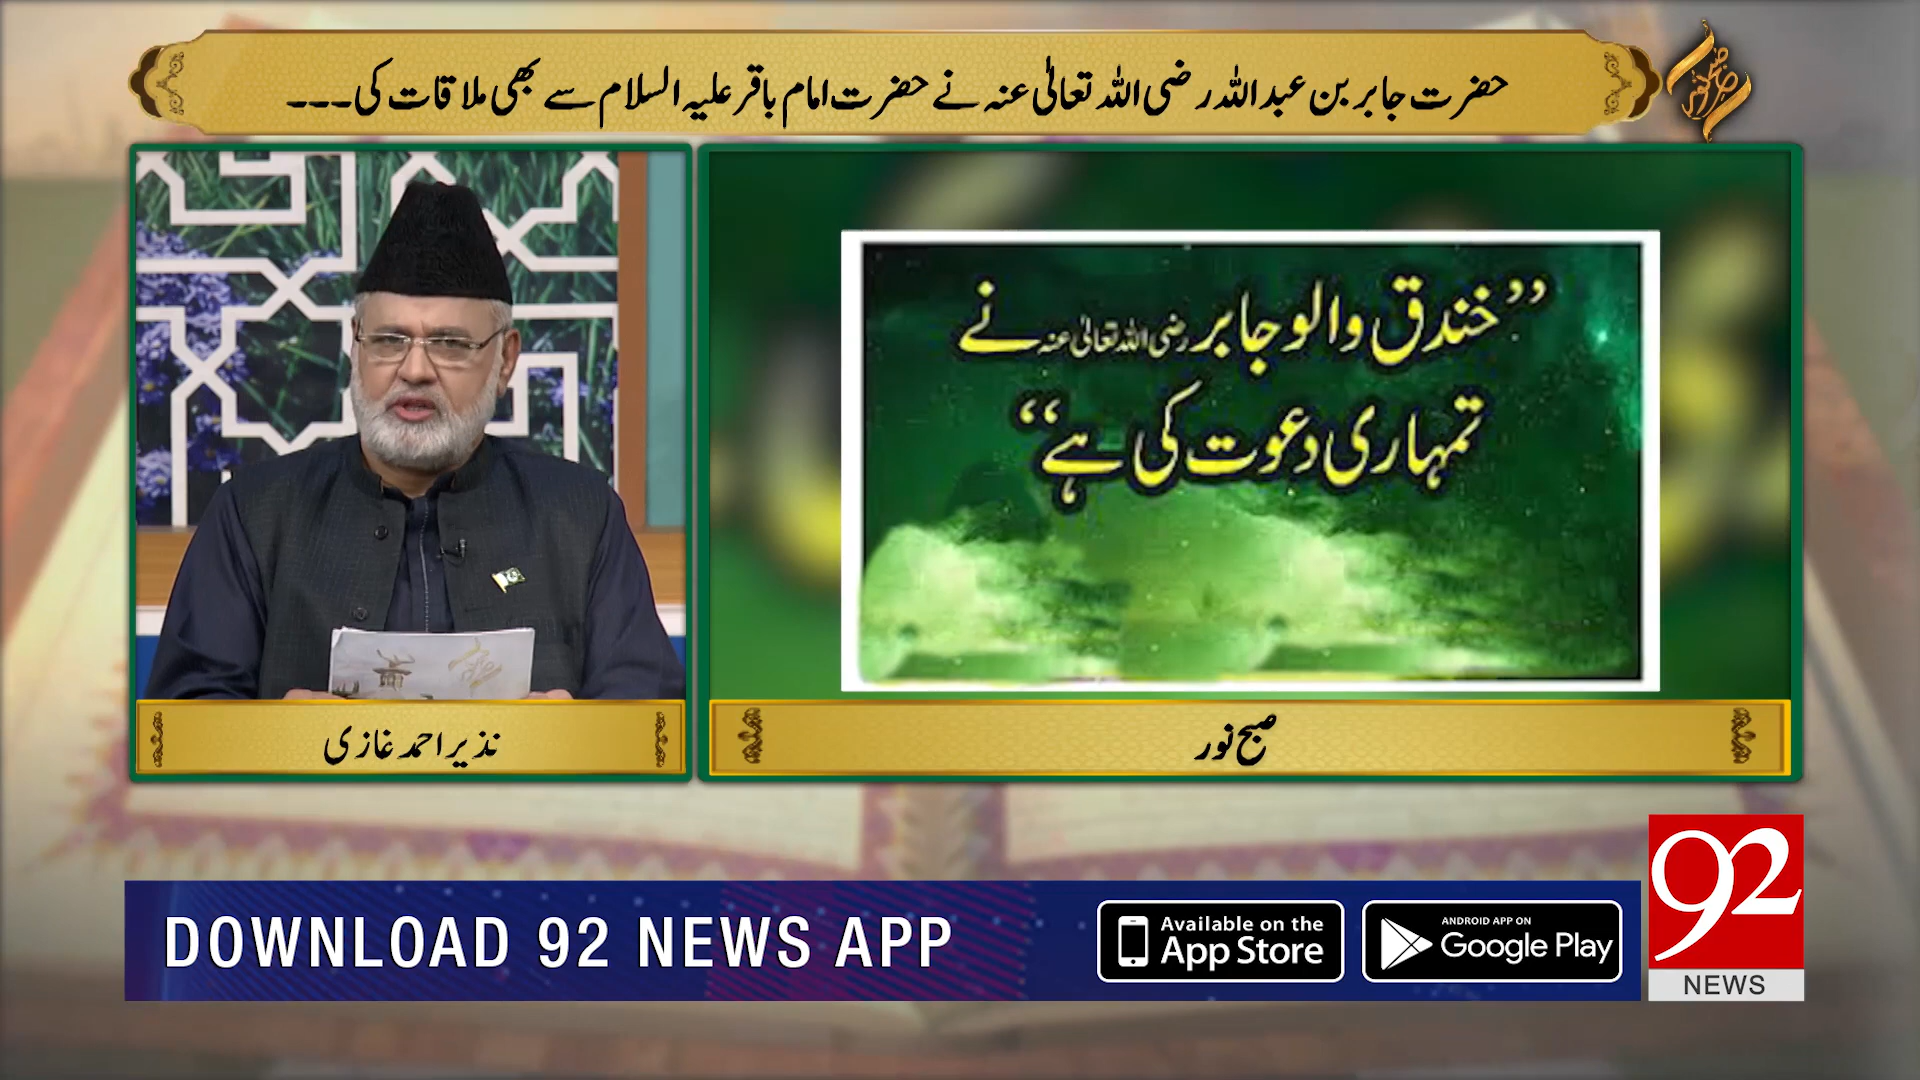 حضرت جابر بن عبداللہ رضی اللہ تعالیٰ عنہ نے حضرت امام باقر علیہ السلام سے بھی ملاقات کی۔۔۔
صبح نور
”خندق والو جابر رضی اللہ تعالیٰ عنہ نے
تمہاری دعوت کی ہے“
نذیر احمد غازی
صبح نور
DOWNLOAD 92 NEWS APP
Available on the
App Store
ANDROID APP ON
Google Play
92
NEWS